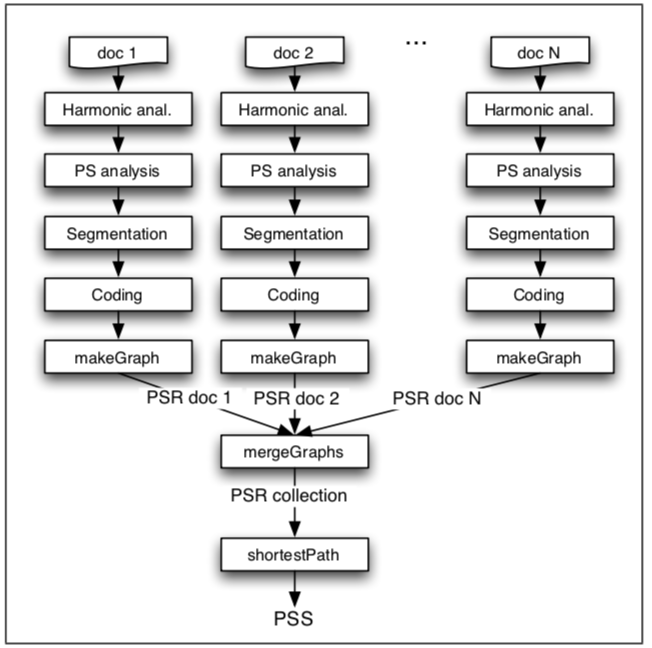 doc 1 doc 2 ... doc N
Harmonic anal. Harmonic anal. Harmonic anal.
PS analysis PS analysis PS analysis
Segmentation Segmentation Segmentation
Coding Coding Coding
makeGraph makeGraph makeGraph
PSR doc 1 PSR doc 2 PSR doc N
mergeGraphs
PSR collection
shortestPath
PSS